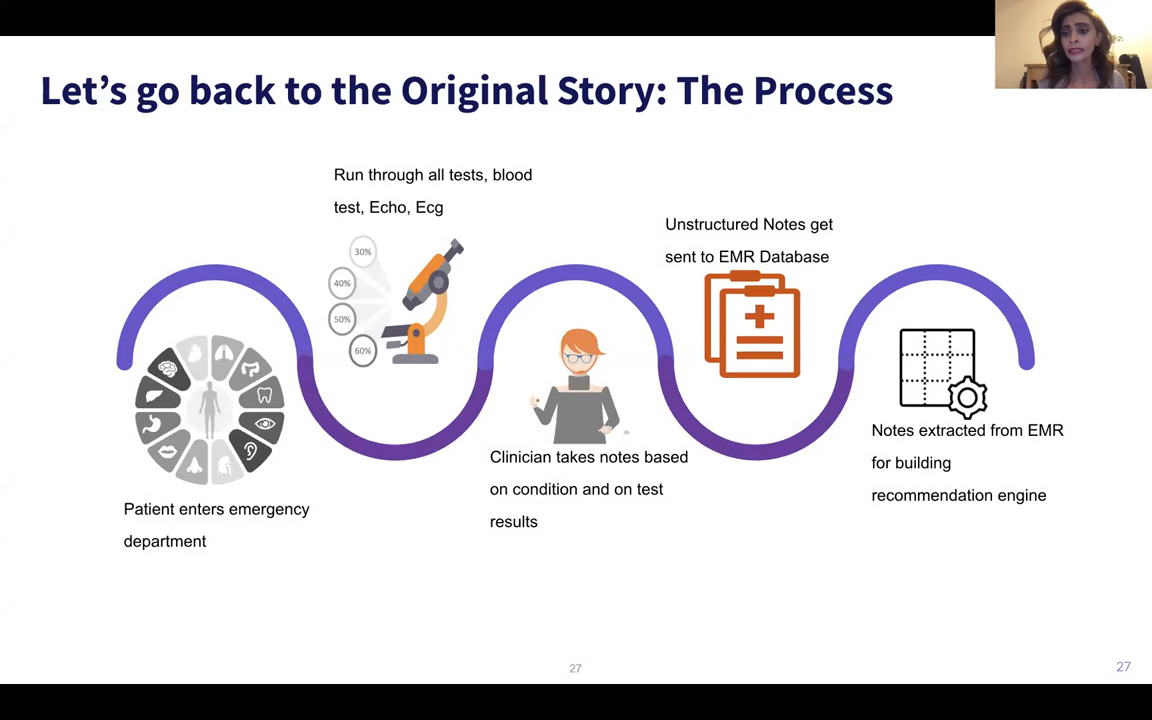 Let's go back to the Original Story: The Process
Run through all tests, blood
test, Echo, Ecg
30%
40%
50%
60%
Unstructured Notes get
sent to EMR Database
Patient enters emergency
department
Clinician takes notes based
on condition and on test
results
Notes extracted from EMR
for building
recommendation engine
27
27